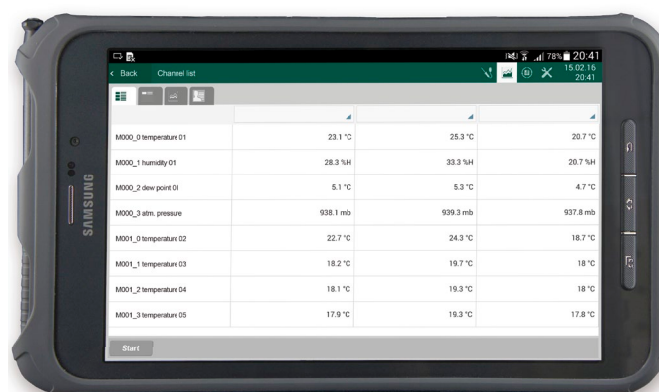 78% 20:41
< Back Channel list 15.02.16
20:41
M000_0 temperature 01 23.1 °C 25.3 °C 20.7 °C
M000_1 humidity 01 28.3 %H 33.3 %H 20.7 %H
M000_2 dew point 01 5.1 °C 5.3 °C 4.7 °C
M000_3 atm. pressure 938.1 mb 939.3 mb 937.8 mb
M001_0 temperature 02 22.7 °C 24.3 °C 18.7 °C
M001_1 temperature 03 18.2 °C 19.7 °C 18 °C
M001_2 temperature 04 18.1 °C 19.3 °C 18 °C
M001_3 temperature 05 17.9 °C 19.3 °C 17.8 °C
Start
SAMSUNG